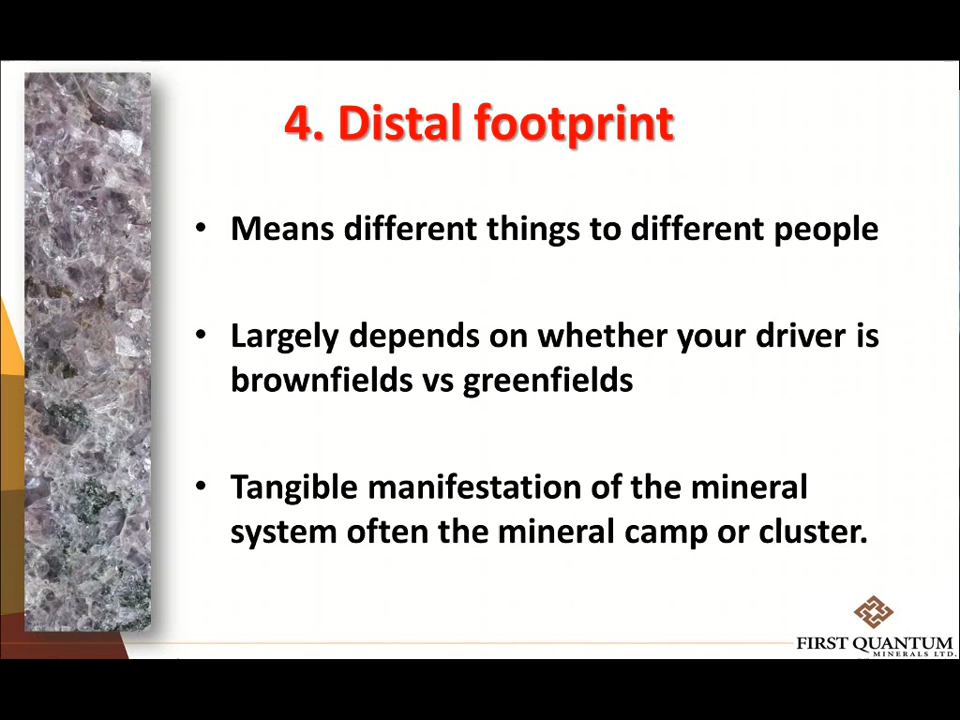 4. Distal footprint
• Means different things to different people
• Largely depends on whether your driver is
brownfields vs greenfields
• Tangible manifestation of the mineral
system often the mineral camp or cluster.
FIRST QUANTUM
MINERALS LTD.